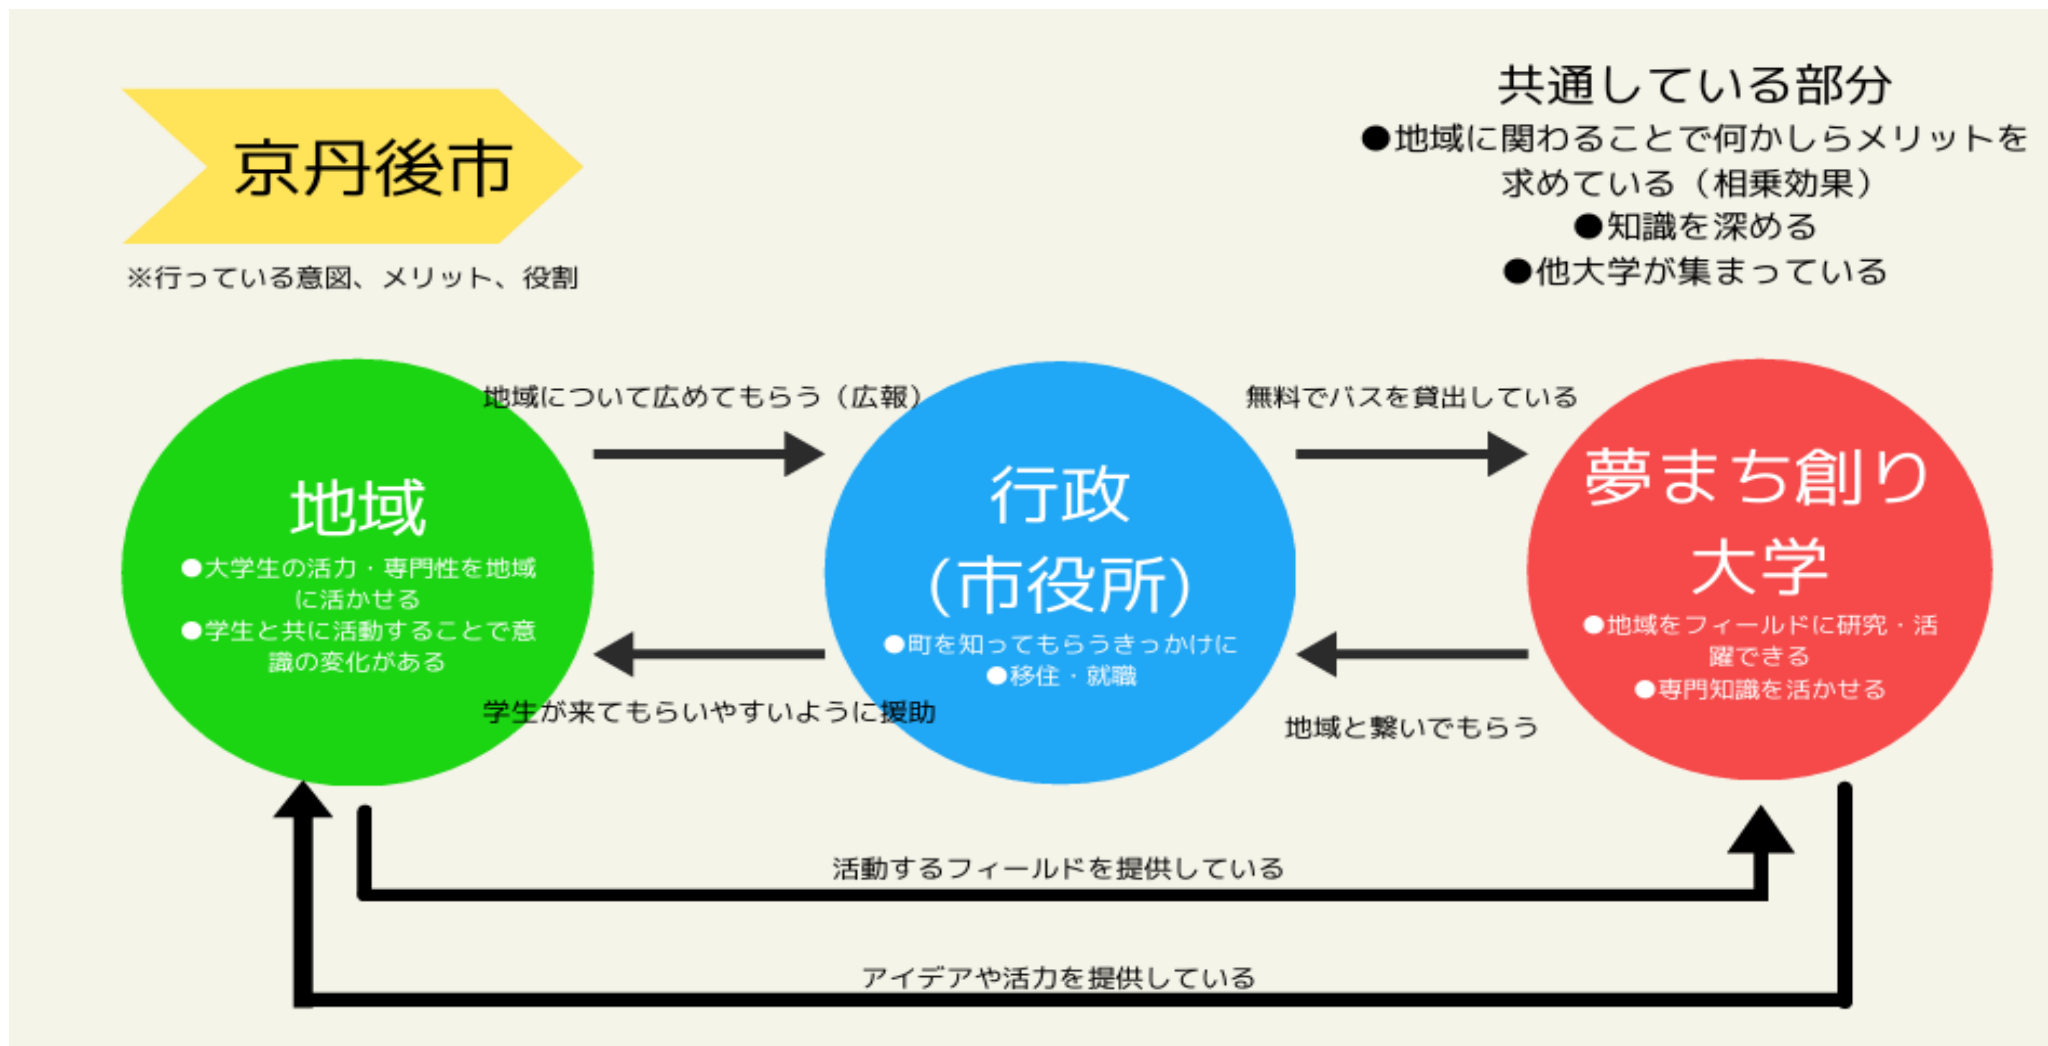 京丹後市
※行っている意図、メリット、役割
共通している部分
●地域に関わることで何かしらメリットを
求めている（相乗効果）
●知識を深める
●他大学が集まっている
地域について広めてもらう（広報）
無料でバスを貸出している
地域
●大学生の活力・専門性を地域
に活かせる
●学生と共に活動することで意
識の変化がある
行政
(市役所)
●町を知ってもらうきっかけに
●移住・就職
夢まち創り
大学
●地域をフィールドに研究・活
躍できる
●専門知識を活かせる
学生が来てもらいやすいように援助
地域と繋いでもらう
活動するフィールドを提供している
アイデアや活力を提供している